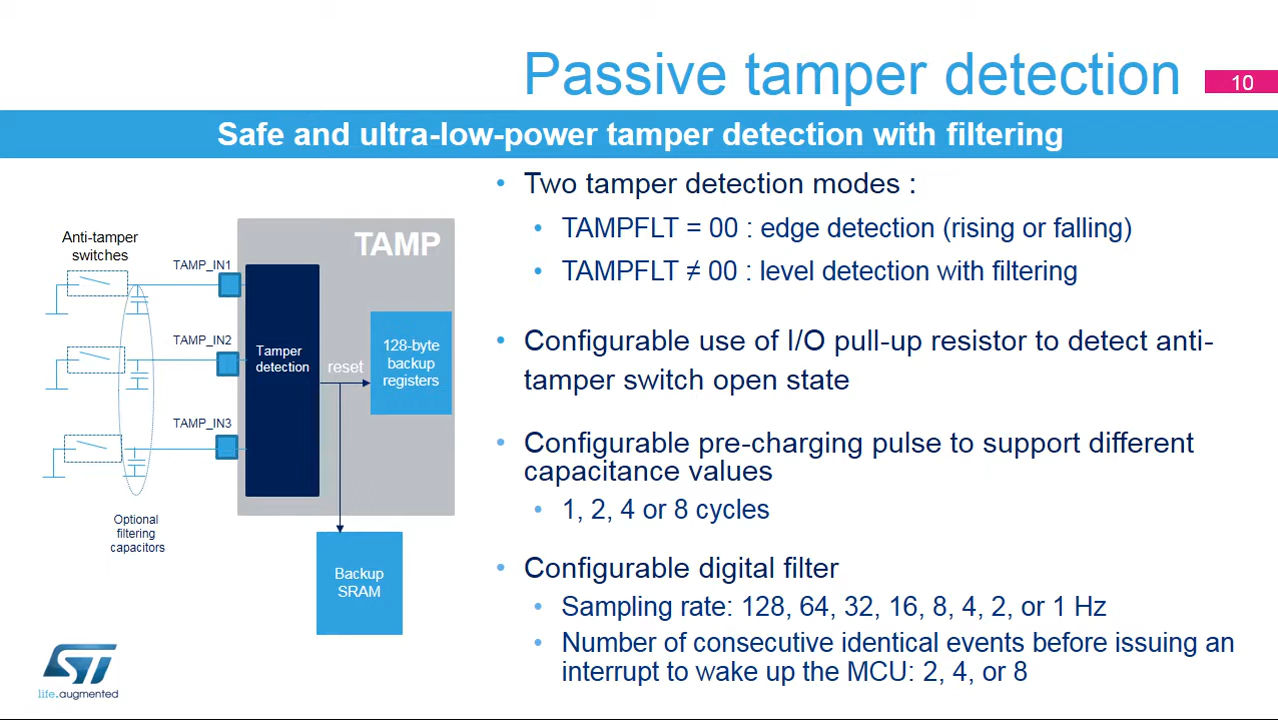 Passive tamper detection
10
Safe and ultra-low-power tamper detection with filtering
Anti-tamper
switches
TAMP_IN1
TAMP_IN2
TAMP_IN3
TAMP
Tamper
detection
reset
128-byte
backup
registers
Optional
filtering
capacitors
Backup
SRAM
• Two tamper detection modes :
• TAMPFLT = 00 : edge detection (rising or falling)
• TAMPFLT ≠ 00 : level detection with filtering
• Configurable use of I/O pull-up resistor to detect anti-
tamper switch open state
• Configurable pre-charging pulse to support different
capacitance values
• 1, 2, 4 or 8 cycles
• Configurable digital filter
• Sampling rate: 128, 64, 32, 16, 8, 4, 2, or 1 Hz
• Number of consecutive identical events before issuing an
interrupt to wake up the MCU: 2, 4, or 8
ST
life.augmented